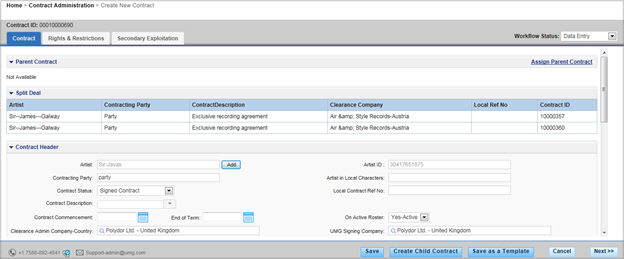 Home > Contract Administration > Create New Contract
Contract ID: 00010000690
Contract Rights & Restrictions Secondary Exploitation Workflow Status: Data Entry
Parent Contract Assign Parent Contract
Not Available
Split Deal
Artist Contracting Party ContractDescription Clearance Company Local Ref No Contract ID
Sir--James---Galway Party Exclusive recording agreement Air &amp; Style Records-Austria 10000357
Sir--James---Galway Party Exclusive recording agreement Air &amp; Style Records-Austria 10000360
Contract Header
Artist: Sir-Javas Add Artist ID: 30417651875
Contracting Party: party Artist in Local Characters:
Contract Status: Signed Contract Local Contract Ref No:
Contract Description:
Contract Commencement: End of Term: On Active Roster: Yes-Active
Clearance Admin Company-Country: Polydor Ltd. - United Kingdom UMG Signing Company: Polydor Ltd. - United Kingdom
Support-admin@umg.com Save Create Child Contract Save as a Template Cancel Next >>